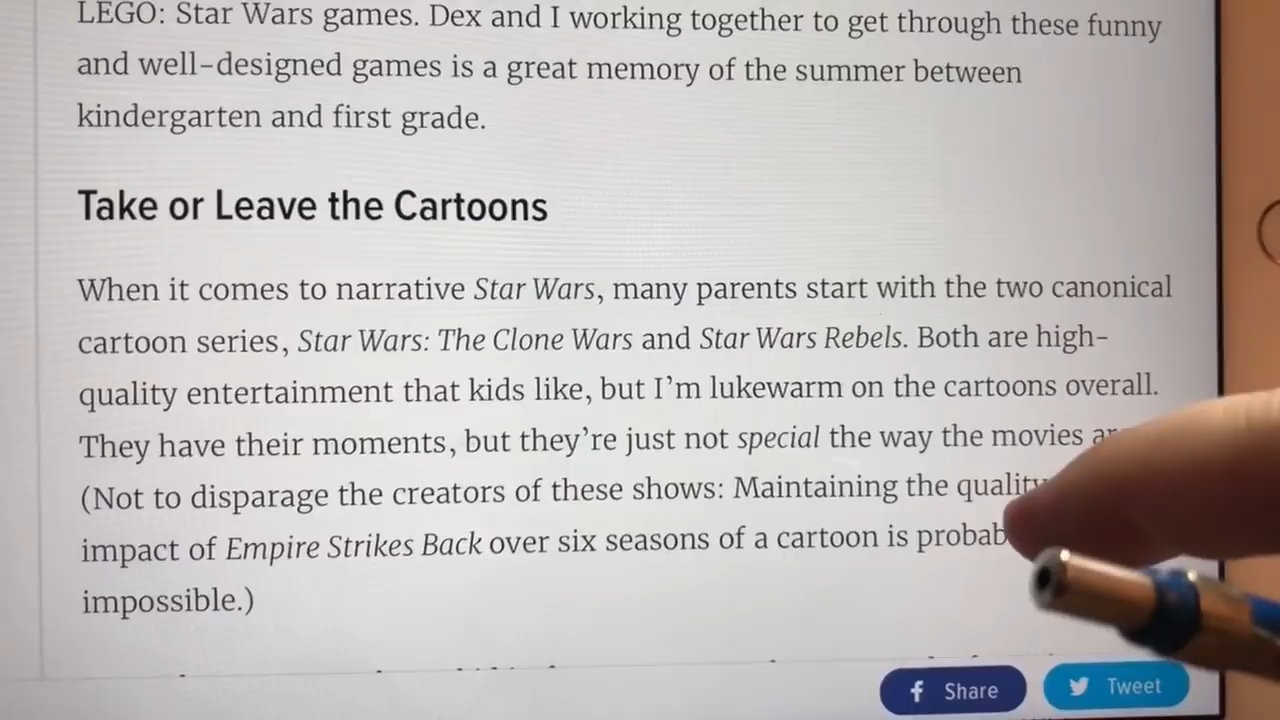 LEGO: Star Wars games. Dex and I working together to get through these funny
and well-designed games is a great memory of the summer between
kindergarten and first grade.
Take or Leave the Cartoons
When it comes to narrative Star Wars, many parents start with the two canonical
cartoon series, Star Wars: The Clone Wars and Star Wars Rebels. Both are high-
quality entertainment that kids like, but I'm lukewarm on the cartoons overall.
They have their moments, but they're just not special the way the movies
(Not to disparage the creators of these shows: Maintaining the quality
impact of Empire Strikes Back over six seasons of a cartoon is
impossible.)
Share
Tweet